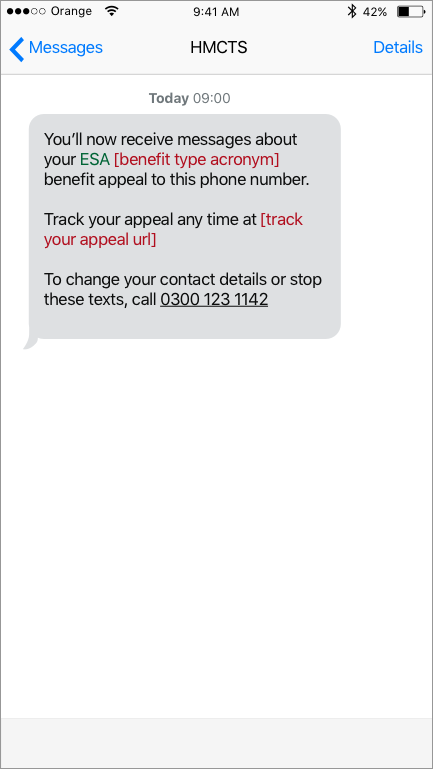 Orange 9:41 AM 42%
Messages HMCTS Details
Today 09:00
You’ll now receive messages about
your ESA [benefit type acronym]
benefit appeal to this phone number.
Track your appeal any time at [track
your appeal url]
To change your contact details or stop
these texts, call 0300 123 1142